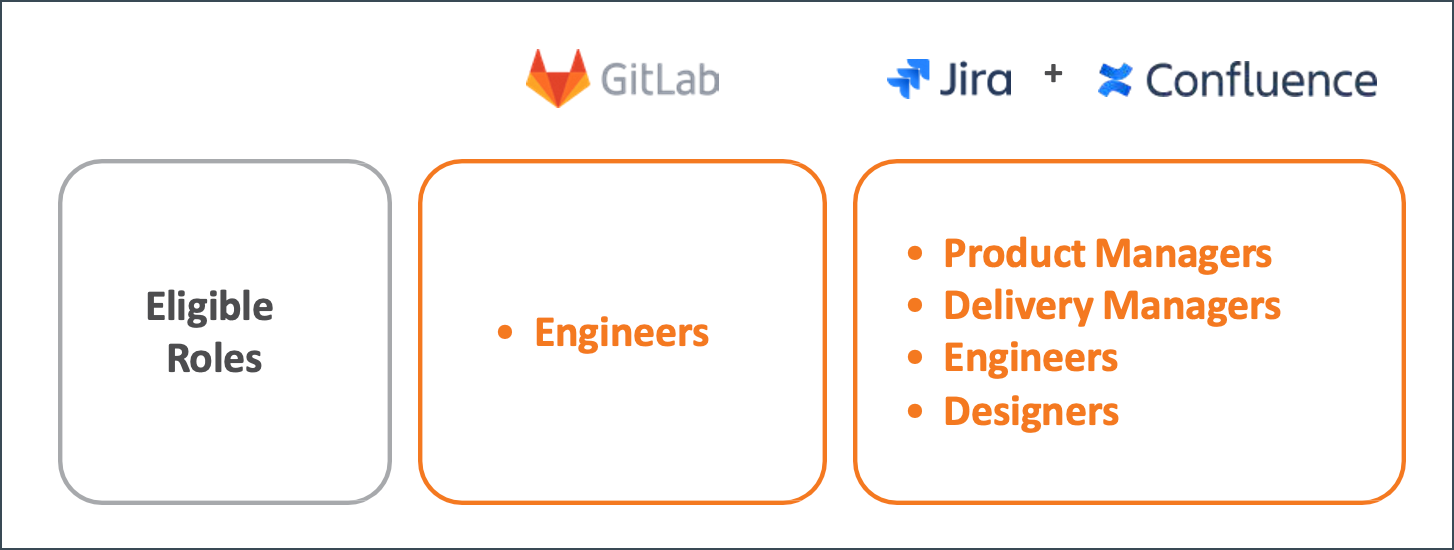 GitLab
Jira + Confluence
Eligible
Roles
• Engineers
• Product Managers
• Delivery Managers
• Engineers
• Designers